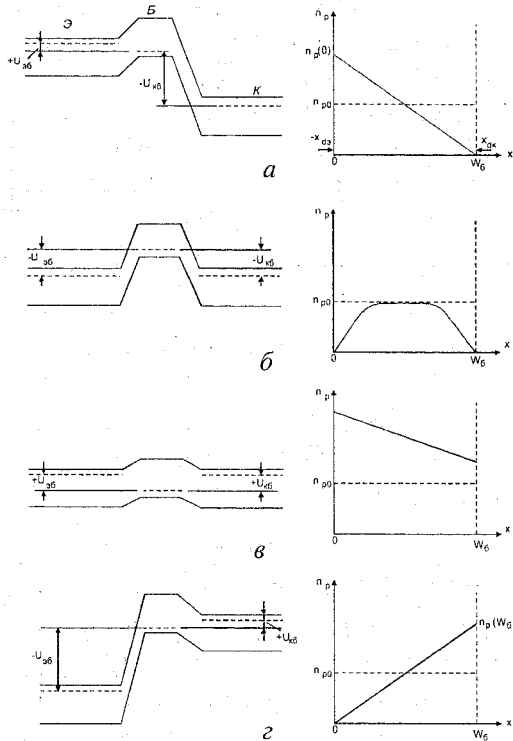 Э Б
+U эб
-U кб
К
а
n p
n p (0)
n p0
-x dэ
x dк
0 W б x
-U эб -U кб
б
n p
n p0
0 W б x
+U эб +U кб
в
n p
n p0
0 W б x
-U эб
+U кб
г
n p
n p (W б
n p0
0 W б x